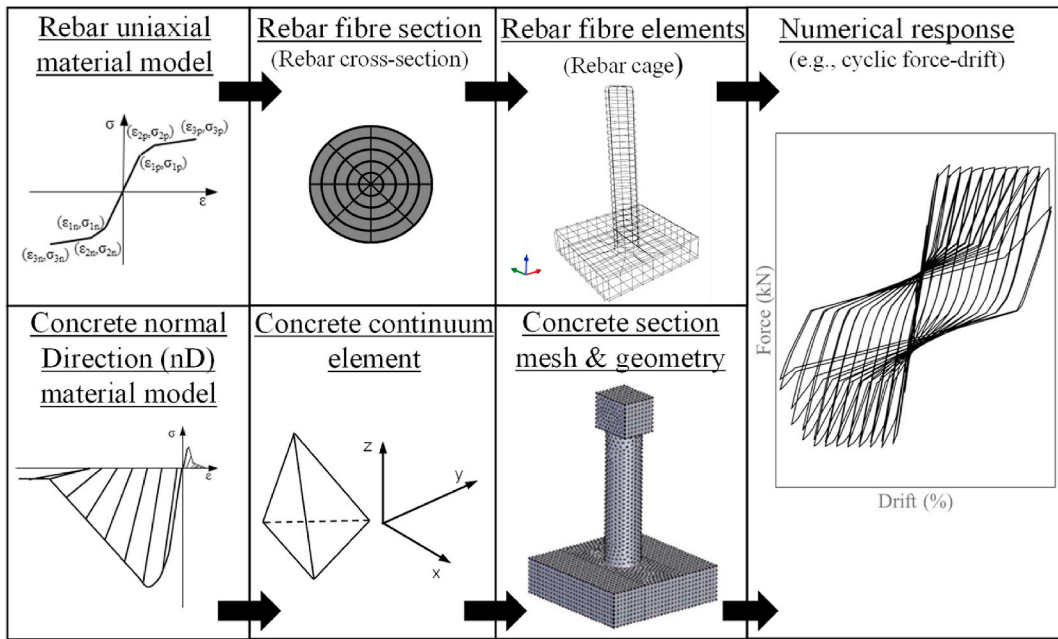 Rebar uniaxial
material model
σ
(ε2p,σ2p)
(ε3p,σ3p)
(ε1p,σ1p)
ε
(ε1n,σ1n)
(ε3n,σ3n)
(ε2n,σ2n)
Rebar fibre section
(Rebar cross-section)
Rebar fibre elements
(Rebar cage)
Numerical response
(e.g., cyclic force-drift)
Force (kN)
Drift (%)
Concrete normal
Direction (nD)
material model
σ
ε
Concrete continuum
element
z
y
x
Concrete section
mesh & geometry